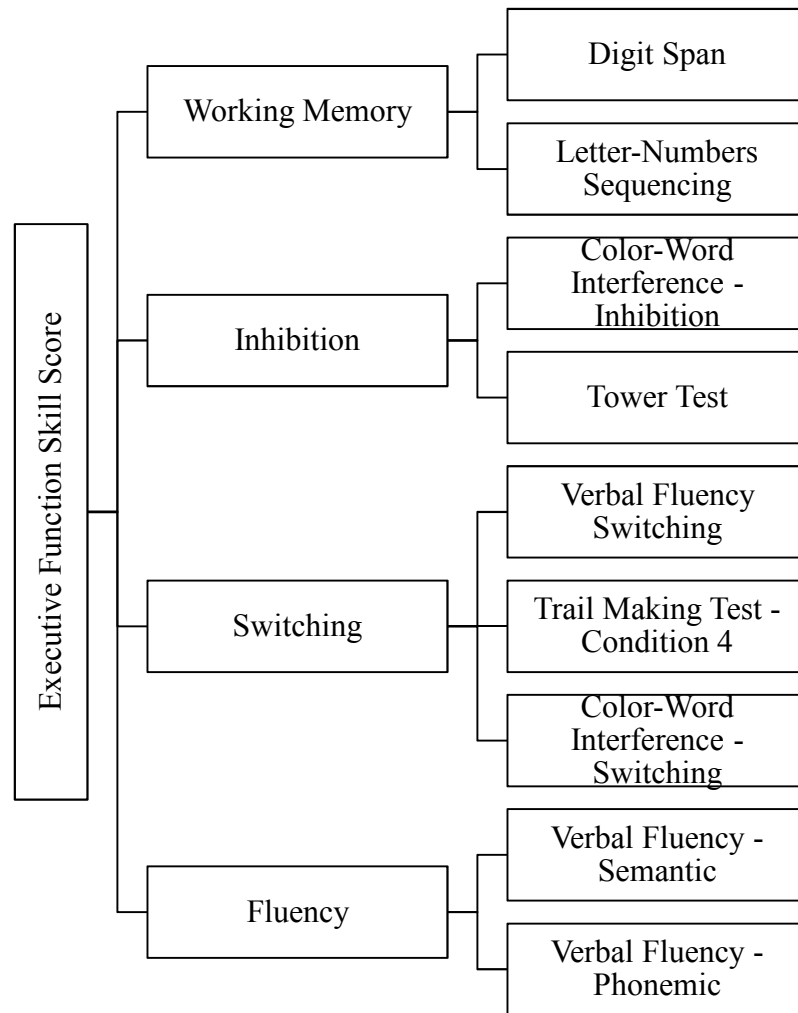 Executive Function Skill Score
Working Memory
Digit Span
Letter-Numbers
Sequencing
Inhibition
Color-Word
Interference -
Inhibition
Tower Test
Switching
Verbal Fluency
Switching
Trail Making Test -
Condition 4
Color-Word
Interference -
Switching
Fluency
Verbal Fluency -
Semantic
Verbal Fluency -
Phonemic